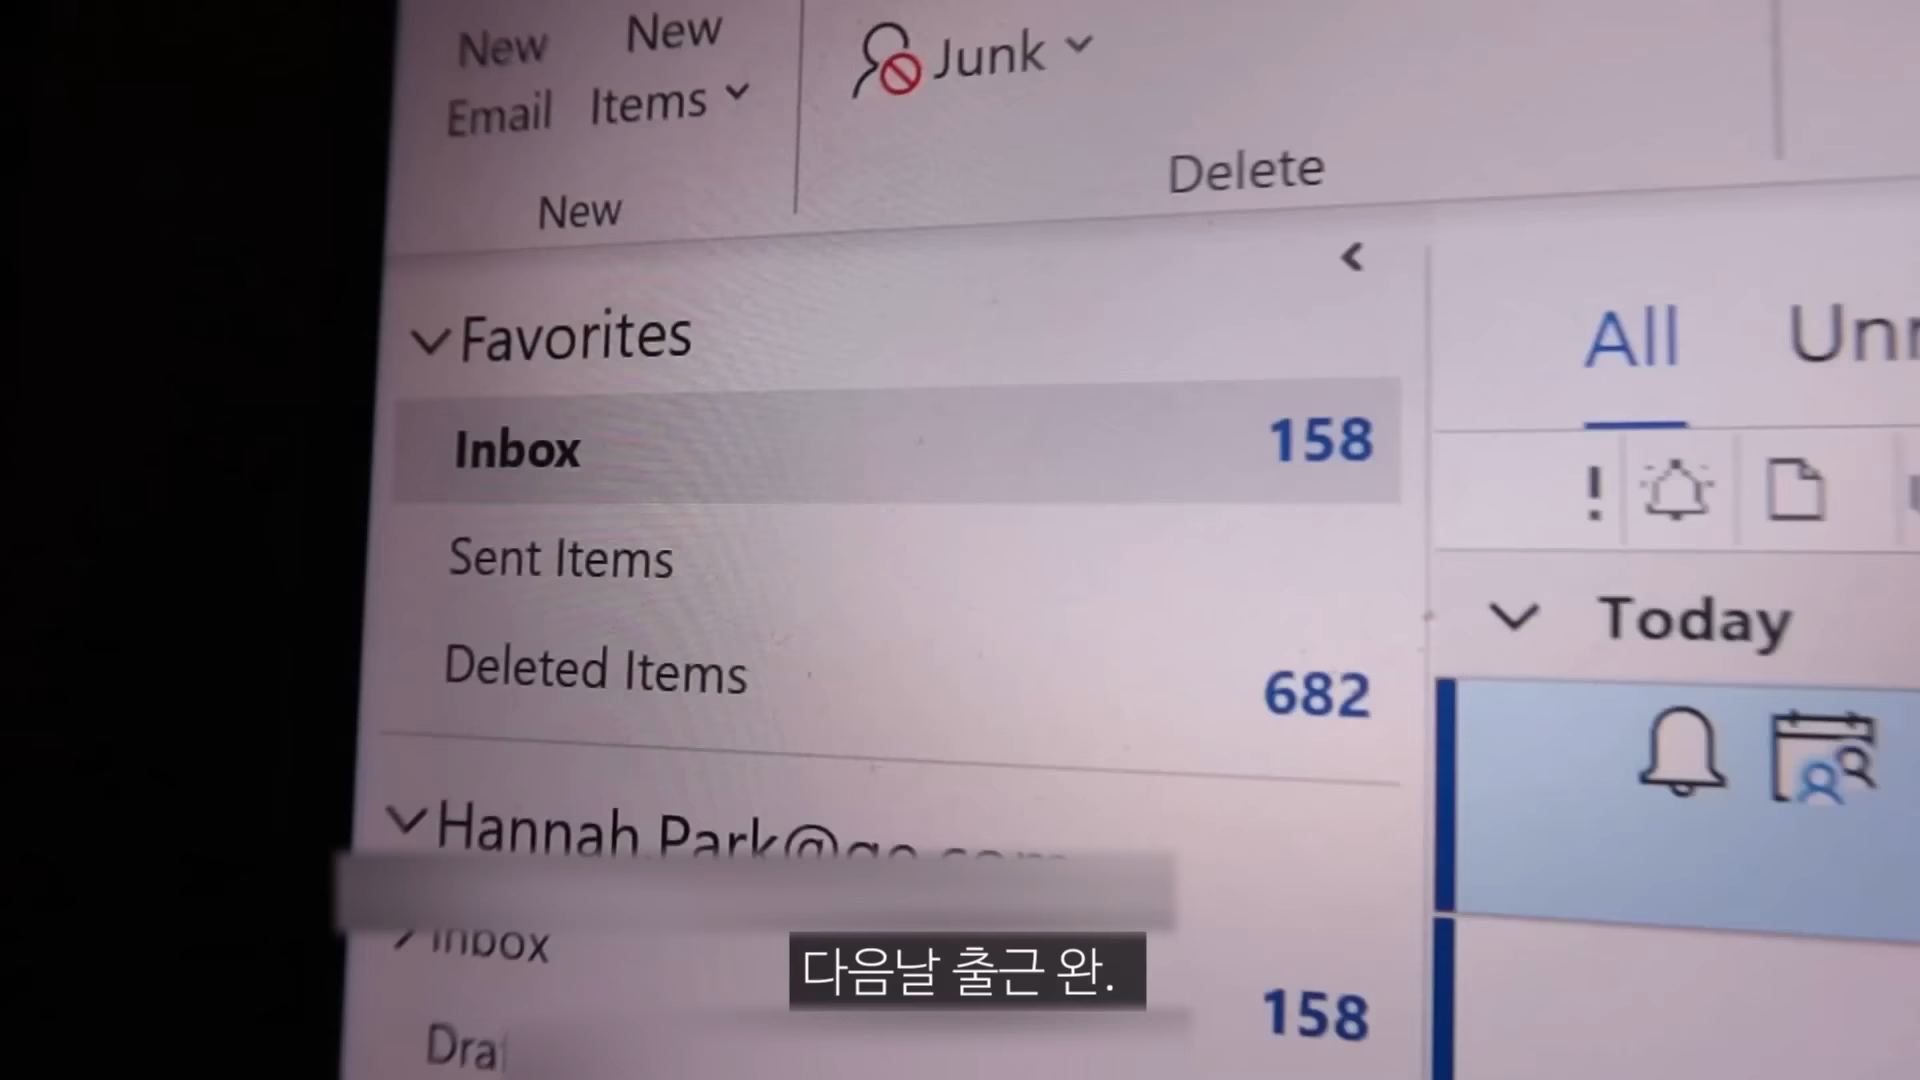 New
Email
New
Items
Junk
New
Delete
Favorites
Inbox 158
Sent Items
Deleted Items 682
All
!
Today
Hannah.Park@
Inbox 158
다음날 출근 완.